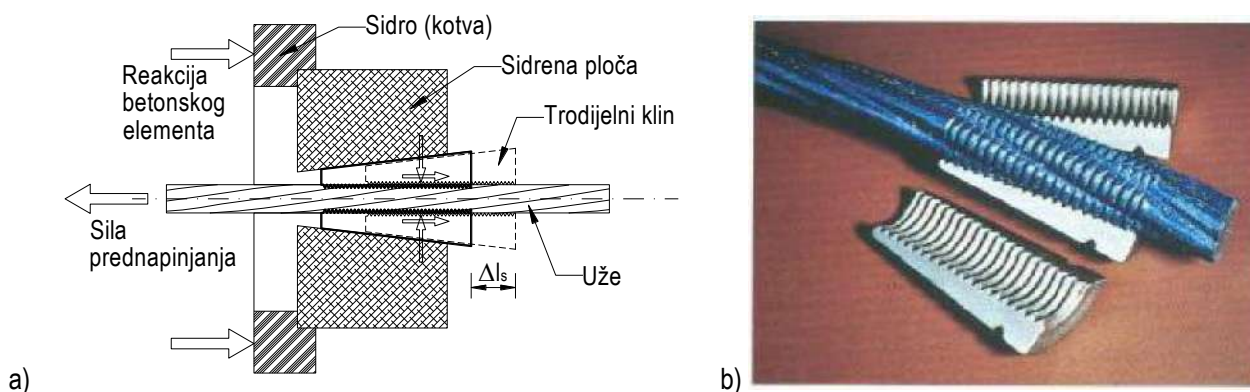 Sidro (kotva)
Reakcija
betonskog
elementa
Sidrena ploča
Trodijelni klin
Sila
prednapinjanja
Δls
Uže
a)
b)